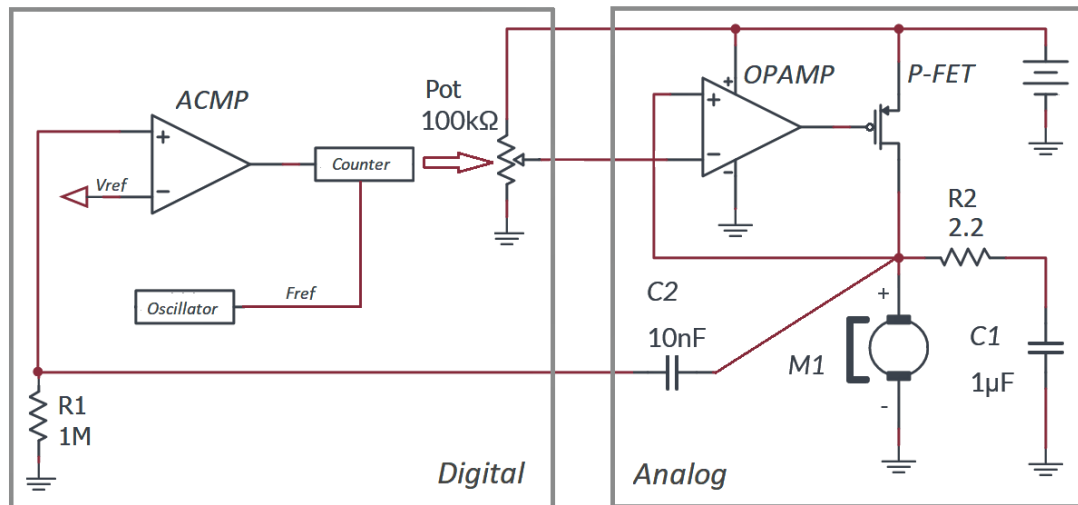 ACMP
+
Vref
−
Counter
Pot
100kΩ
Oscillator
Fref
R1
1M
Digital
OPAMP
+
+
−
-
P-FET
R2
2.2
C2
10nF
+
M1
-
C1
1µF
Analog